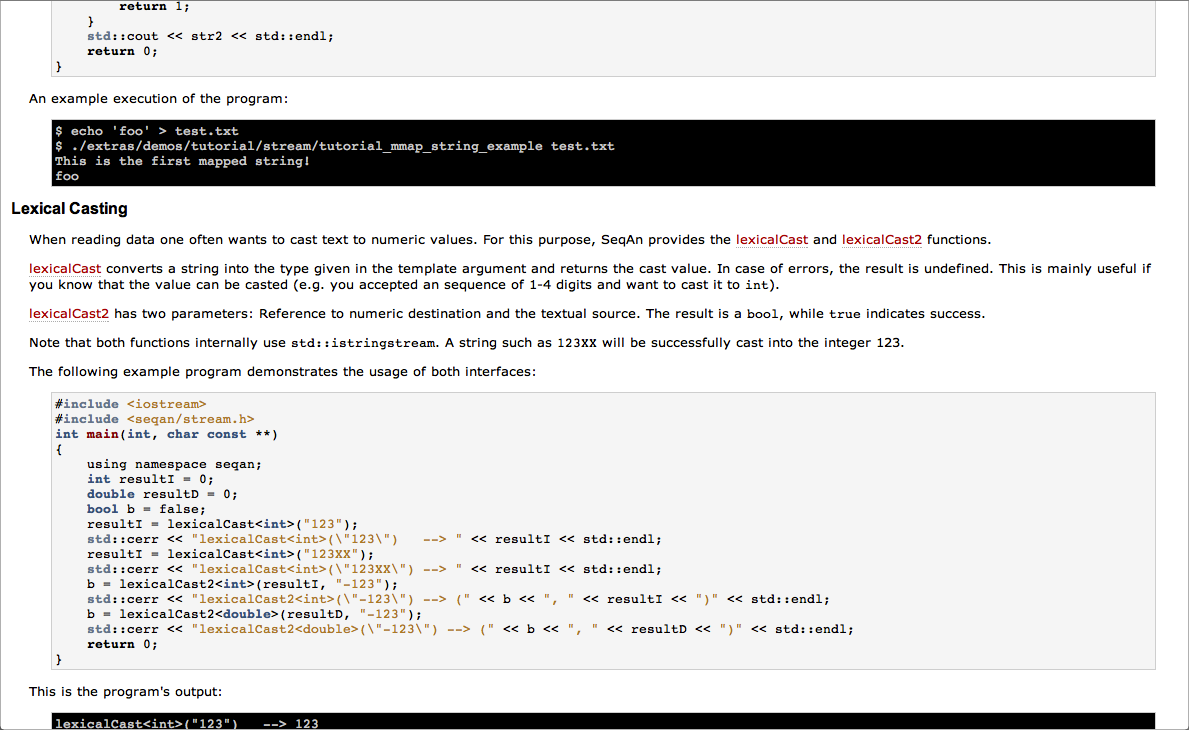 return 1;
}
std::cout << str2 << std::endl;
return 0;
}
An example execution of the program:
$ echo 'foo' > test.txt
$ ./extras/demos/tutorial/stream/tutorial_mmap_string_example test.txt
This is the first mapped string!
foo
Lexical Casting
When reading data one often wants to cast text to numeric values. For this purpose, SeqAn provides the lexicalCast and lexicalCast2 functions.
lexicalCast converts a string into the type given in the template argument and returns the cast value. In case of errors, the result is undefined. This is mainly useful if
you know that the value can be casted (e.g. you accepted an sequence of 1-4 digits and want to cast it to int).
lexicalCast2 has two parameters: Reference to numeric destination and the textual source. The result is a bool, while true indicates success.
Note that both functions internally use std::istringstream. A string such as 123XX will be successfully cast into the integer 123.
The following example program demonstrates the usage of both interfaces:
#include <iostream>
#include <seqan/stream.h>
int main(int, char const **)
{
using namespace seqan;
int resultI = 0;
double resultD = 0;
bool b = false;
resultI = lexicalCast<int>("123");
std::cerr << "lexicalCast<int>(\"123\")   --> " << resultI << std::endl;
resultI = lexicalCast<int>("123XX");
std::cerr << "lexicalCast<int>(\"123XX\") --> " << resultI << std::endl;
b = lexicalCast2<int>(resultI, "-123");
std::cerr << "lexicalCast2<int>(\"-123\") --> (" << b << ", " << resultI << ")" << std::endl;
b = lexicalCast2<double>(resultD, "-123");
std::cerr << "lexicalCast2<double>(\"-123\") --> (" << b << ", " << resultD << ")" << std::endl;
return 0;
}
This is the program's output:
lexicalCast<int>("123")   --> 123